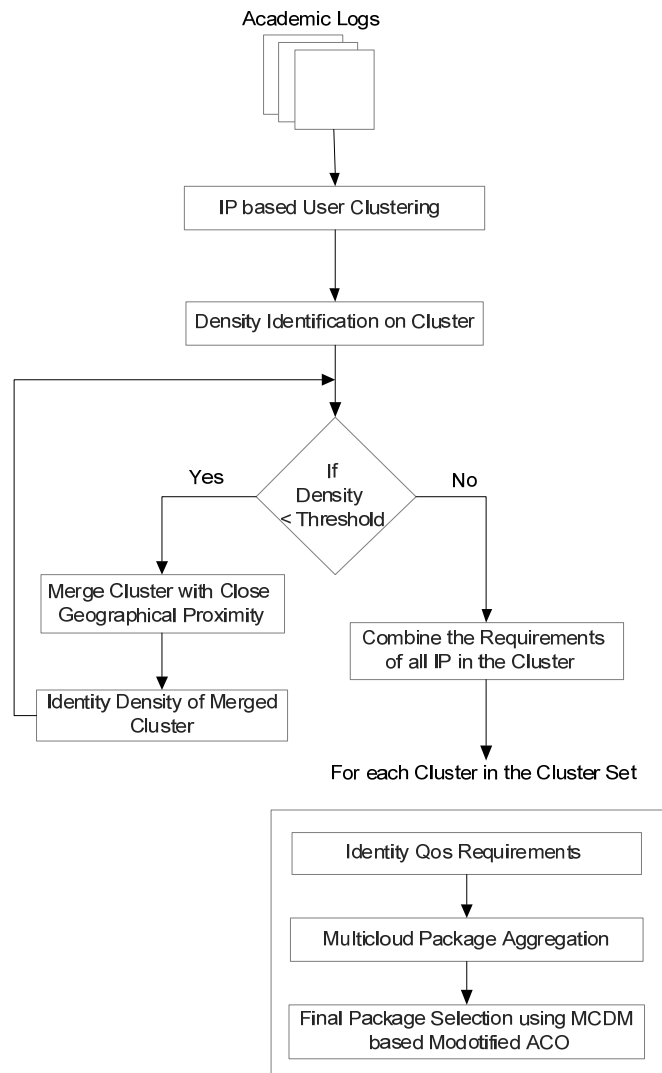 Academic Logs
IP based User Clustering
Density Identification on Cluster
If
Density
< Threshold
Yes
No
Merge Cluster with Close
Geographical Proximity
Identity Density of Merged
Cluster
Combine the Requirements
of all IP in the Cluster
For each Cluster in the Cluster Set
Identity Qos Requirements
Multicloud Package Aggregation
Final Package Selection using MCDM
based Modotified ACO